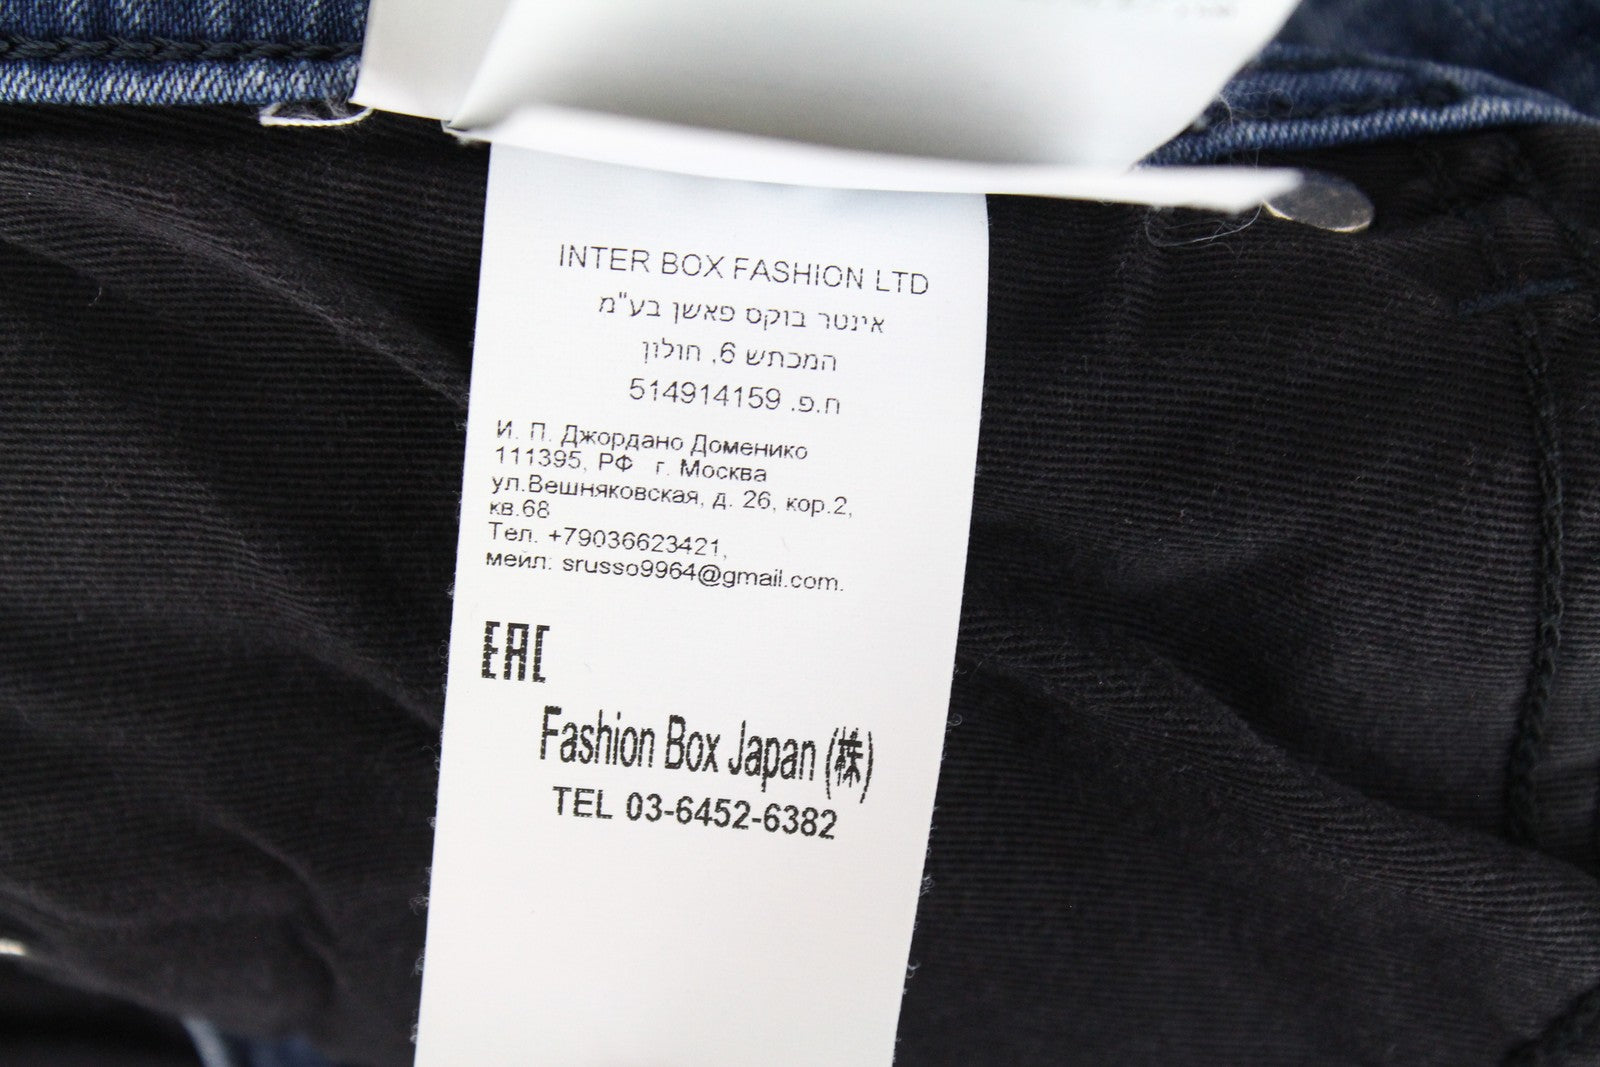 INTER BOX FASHION LTD
אינטר בוקס פאשן בע"מ
המכתש 6, חולון
ח.פ. 514914159
И. П. Джордано Доменико
111395, РФ г. Москва
ул.Вешняковская, д. 26, кор.2,
кв.68
Тел. +79036623421,
мейл: srusso9964@gmail.com.
EAC
Fashion Box Japan (株)
TEL 03-6452-6382